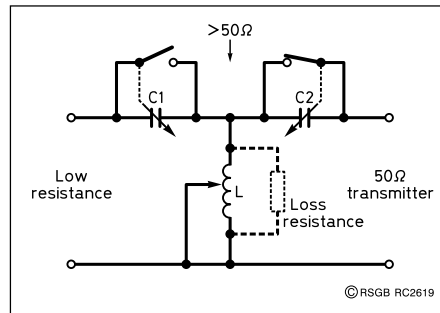 >50Ω
C1
C2
Low
resistance
L
Loss
resistance
50Ω
transmitter
© RSGB RC2619